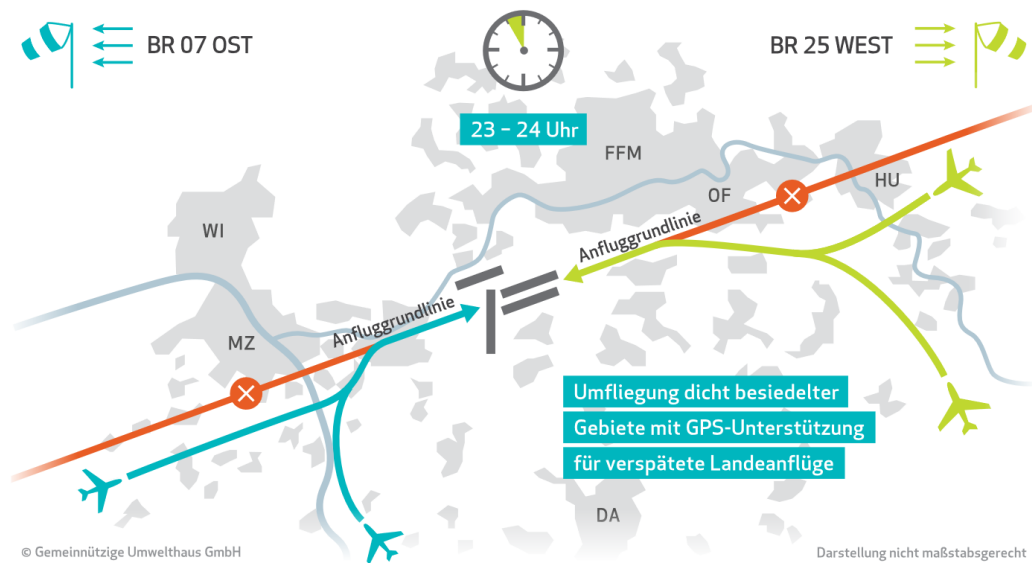 BR 07 OST
BR 25 WEST
23 – 24 Uhr
FFM
HU
OF
WI
Anfluggrundlinie
Anfluggrundlinie
MZ
Umfliegung dicht besiedelter
Gebiete mit GPS-Unterstützung
für verspätete Landeanflüge
DA
© Gemeinnützige Umwelthaus GmbH
Darstellung nicht maßstabsgerecht